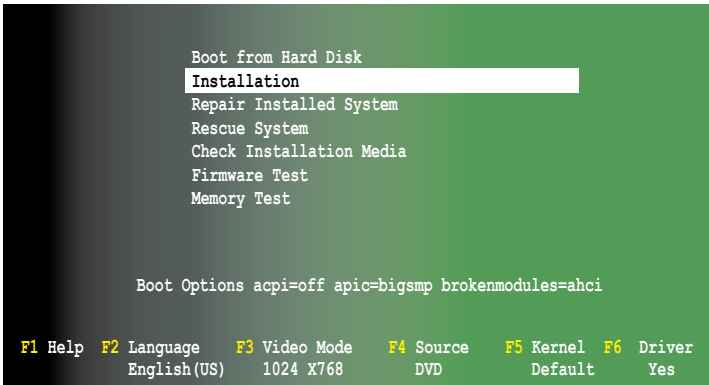 Boot from Hard Disk
Installation
Repair Installed System
Rescue System
Check Installation Media
Firmware Test
Memory Test
Boot Options acpi=off apic=bigsmp brokenmodules=ahci
F1 Help F2 Language F3 Video Mode F4 Source F5 Kernel F6 Driver
English(US) 1024 X768 DVD Default Yes